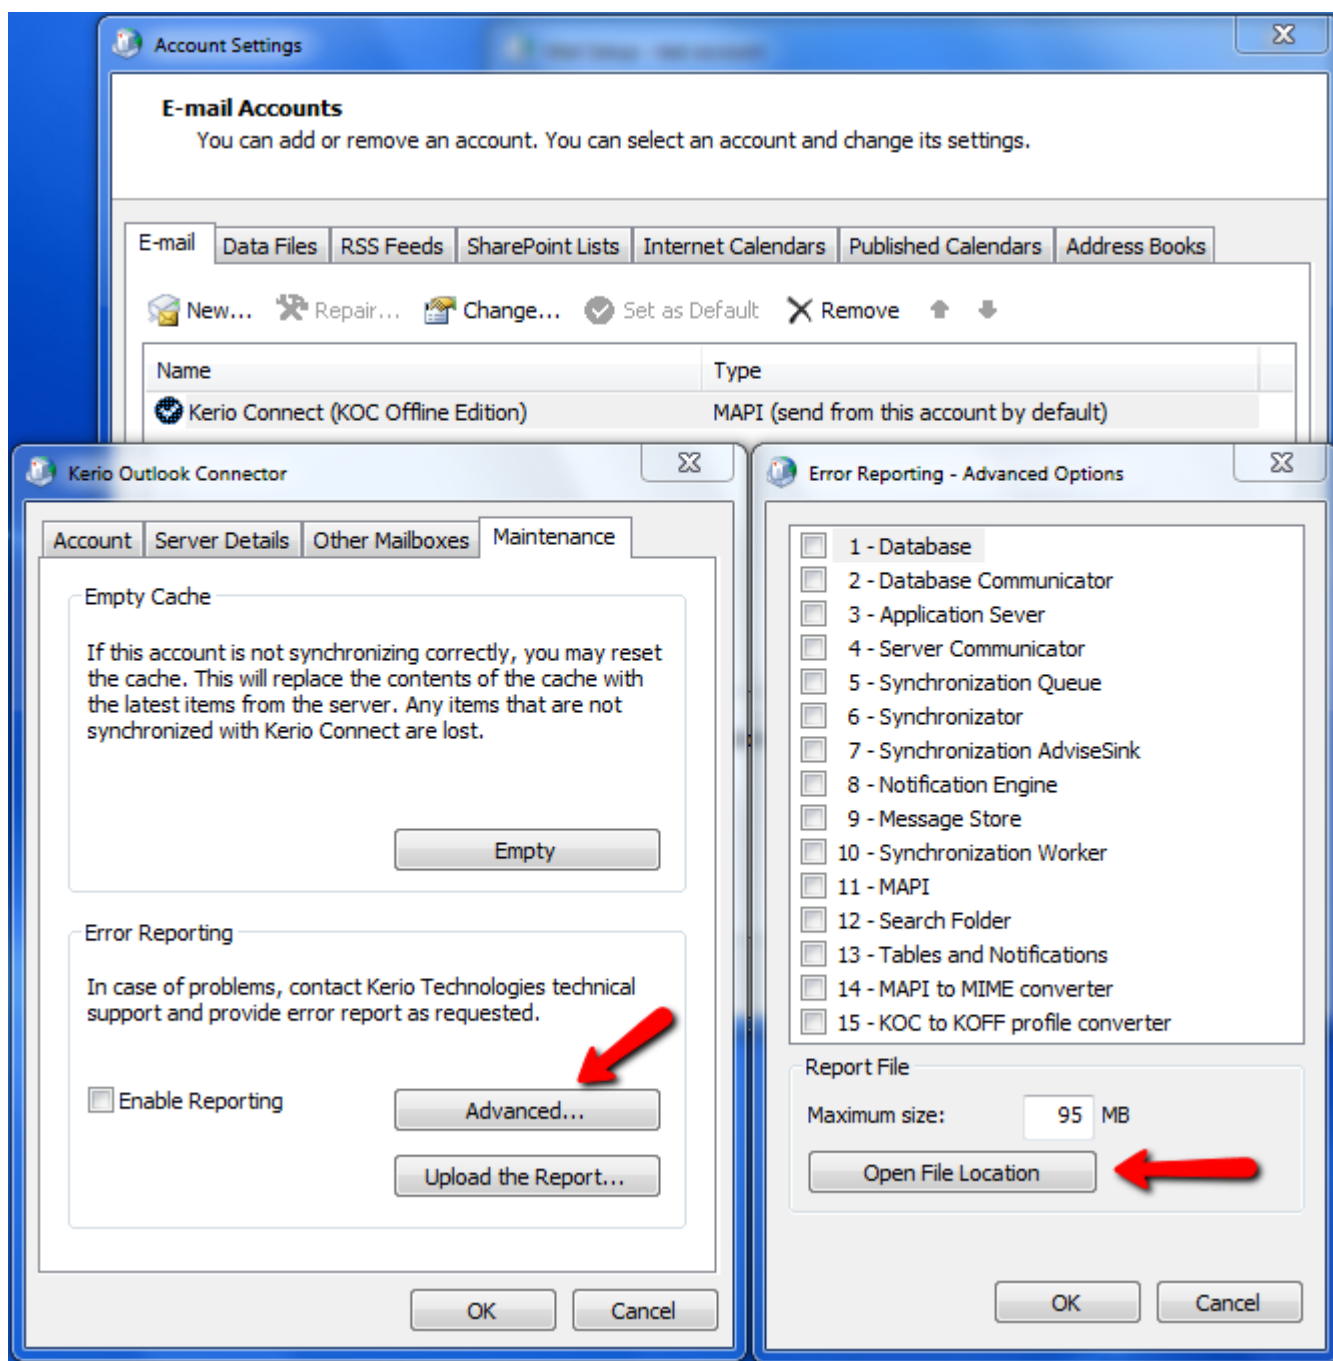 Account Settings
E-mail Accounts
You can add or remove an account. You can select an account and change its settings.
E-mail Data Files RSS Feeds SharePoint Lists Internet Calendars Published Calendars Address Books
New... Repair... Change... Set as Default Remove
Name Type
Kerio Connect (KOC Offline Edition) MAPI (send from this account by default)
Kerio Outlook Connector
Account Server Details Other Mailboxes Maintenance
Empty Cache
If this account is not synchronizing correctly, you may reset
the cache. This will replace the contents of the cache with
the latest items from the server. Any items that are not
synchronized with Kerio Connect are lost.
Empty
Error Reporting
In case of problems, contact Kerio Technologies technical
support and provide error report as requested.
Enable Reporting
Advanced...
Upload the Report...
OK Cancel
Error Reporting - Advanced Options
1 - Database
2 - Database Communicator
3 - Application Sever
4 - Server Communicator
5 - Synchronization Queue
6 - Synchronizator
7 - Synchronization AdviseSink
8 - Notification Engine
9 - Message Store
10 - Synchronization Worker
11 - MAPI
12 - Search Folder
13 - Tables and Notifications
14 - MAPI to MIME converter
15 - KOC to KOFF profile converter
Report File
Maximum size: 95 MB
Open File Location
OK Cancel